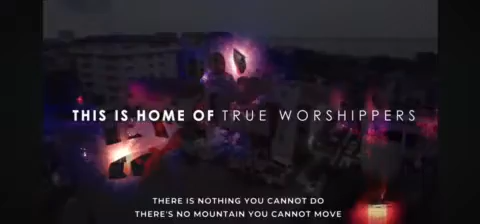 THIS IS HOME OF TRUE WORSHIPPERS
THERE IS NOTHING YOU CANNOT DO
THERE'S NO MOUNTAIN YOU CANNOT MOVE